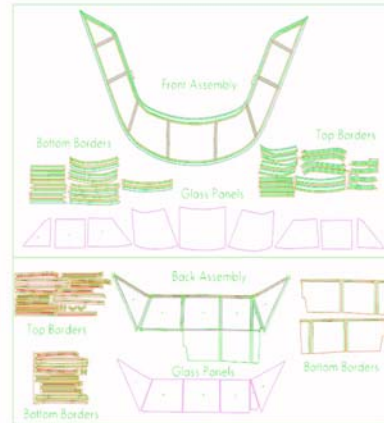 Front Assembly
Bottom Borders
Top Borders
Glass Panels
Back Assembly
Top Borders
Glass Panels
Bottom Borders
Bottom Borders